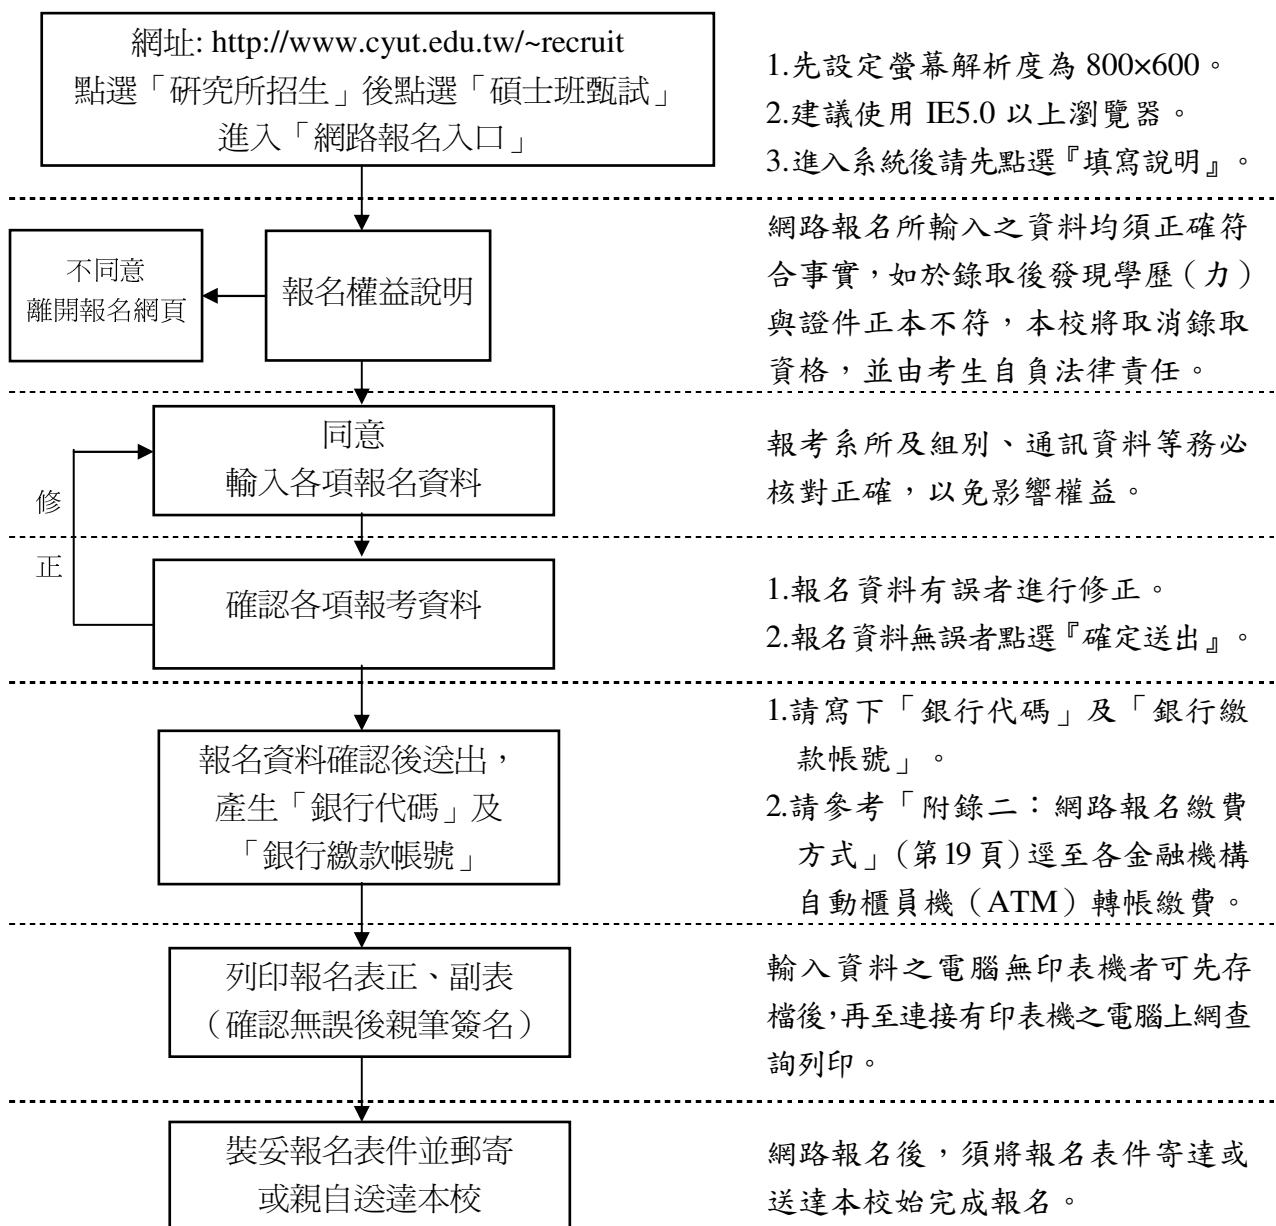 網址: http://www.cyut.edu.tw/~recruit
點選「研究所招生」後點選「碩士班甄試」
進入「網路報名入口」
1.先設定螢幕解析度為 800×600。
2.建議使用 IE5.0 以上瀏覽器。
3.進入系統後請先點選『填寫說明』。
不同意
離開報名網頁
報名權益說明
網路報名所輸入之資料均須正確符
合事實，如於錄取後發現學歷（力）
與證件正本不符，本校將取消錄取
資格，並由考生自負法律責任。
同意
輸入各項報名資料
報考系所及組別、通訊資料等務必
核對正確，以免影響權益。
修
正
確認各項報考資料
1.報名資料有誤者進行修正。
2.報名資料無誤者點選『確定送出』。
報名資料確認後送出，
產生「銀行代碼」及
「銀行繳款帳號」
1.請寫下「銀行代碼」及「銀行繳
款帳號」。
2.請參考「附錄二：網路報名繳費
方式」（第19頁）逕至各金融機構
自動櫃員機（ATM）轉帳繳費。
列印報名表正、副表
（確認無誤後親筆簽名）
輸入資料之電腦無印表機者可先存
檔後,再至連接有印表機之電腦上網查
詢列印。
裝妥報名表件並郵寄
或親自送達本校
網路報名後，須將報名表件寄達或
送達本校始完成報名。